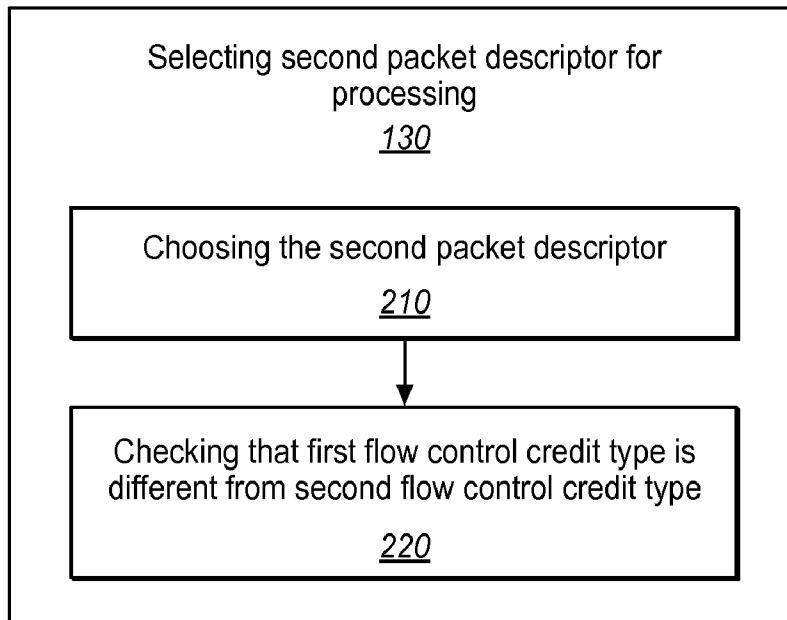 Selecting second packet descriptor for
processing
130
Choosing the second packet descriptor
210
Checking that first flow control credit type is
different from second flow control credit type
220